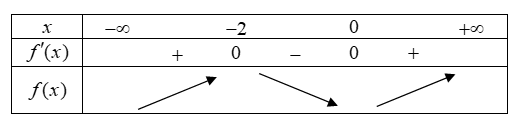 x −∞ −2 0 +∞
f′(x) + 0 − 0 +
f(x)